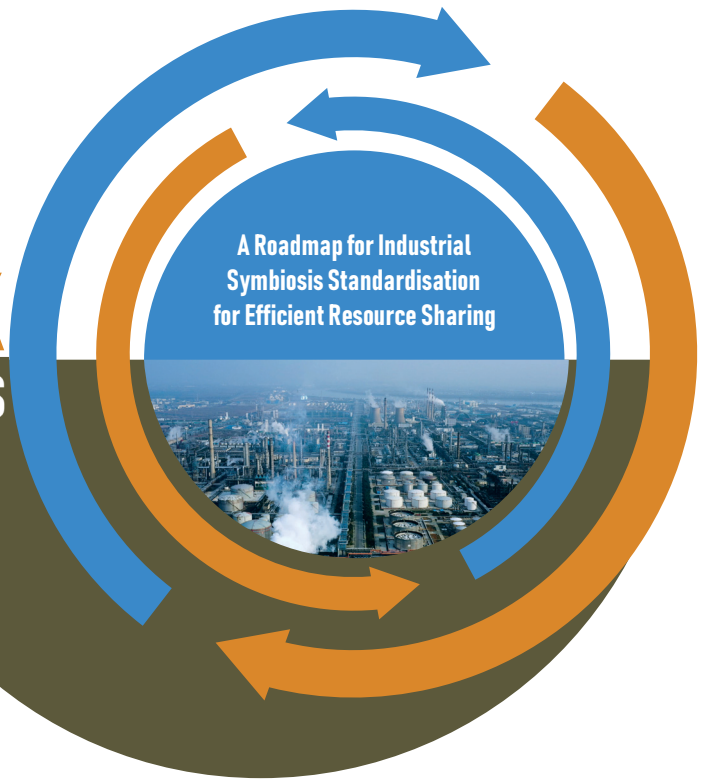 A Roadmap for Industrial
Symbiosis Standardisation
for Efficient Resource Sharing